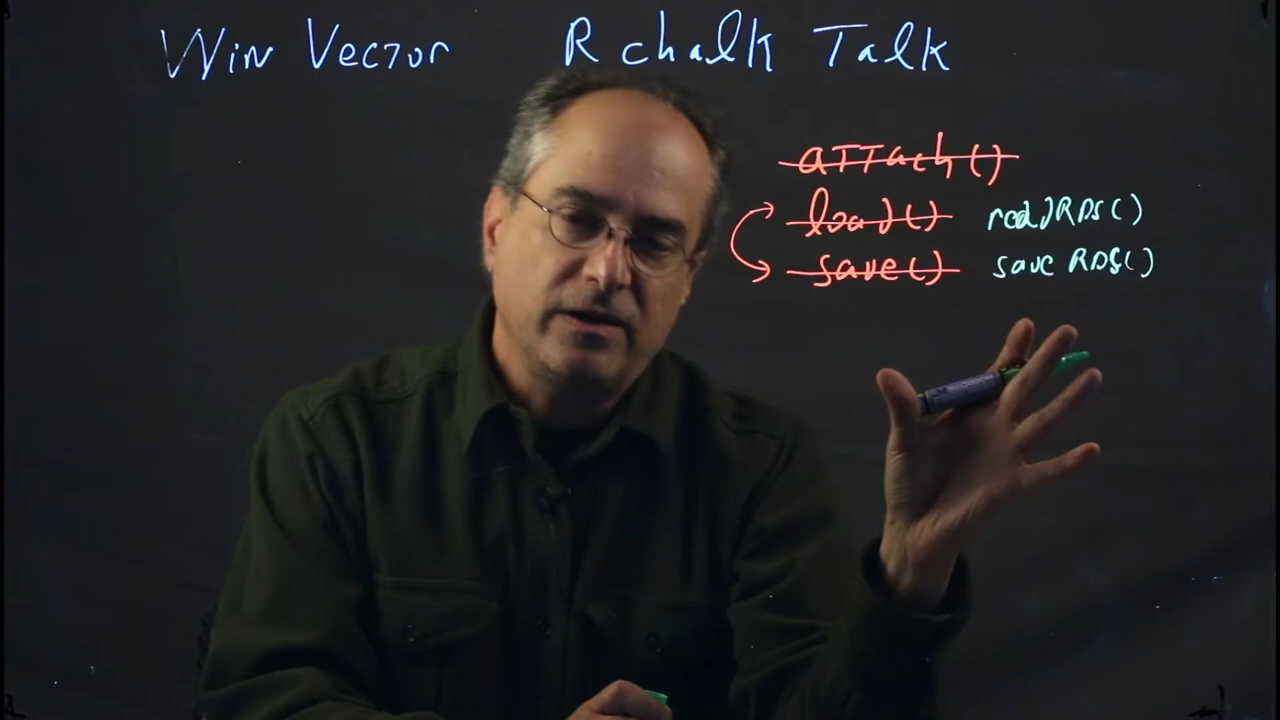 Win Vector R chalk Talk
attach()
load() readRDS()
save() saveRDS()